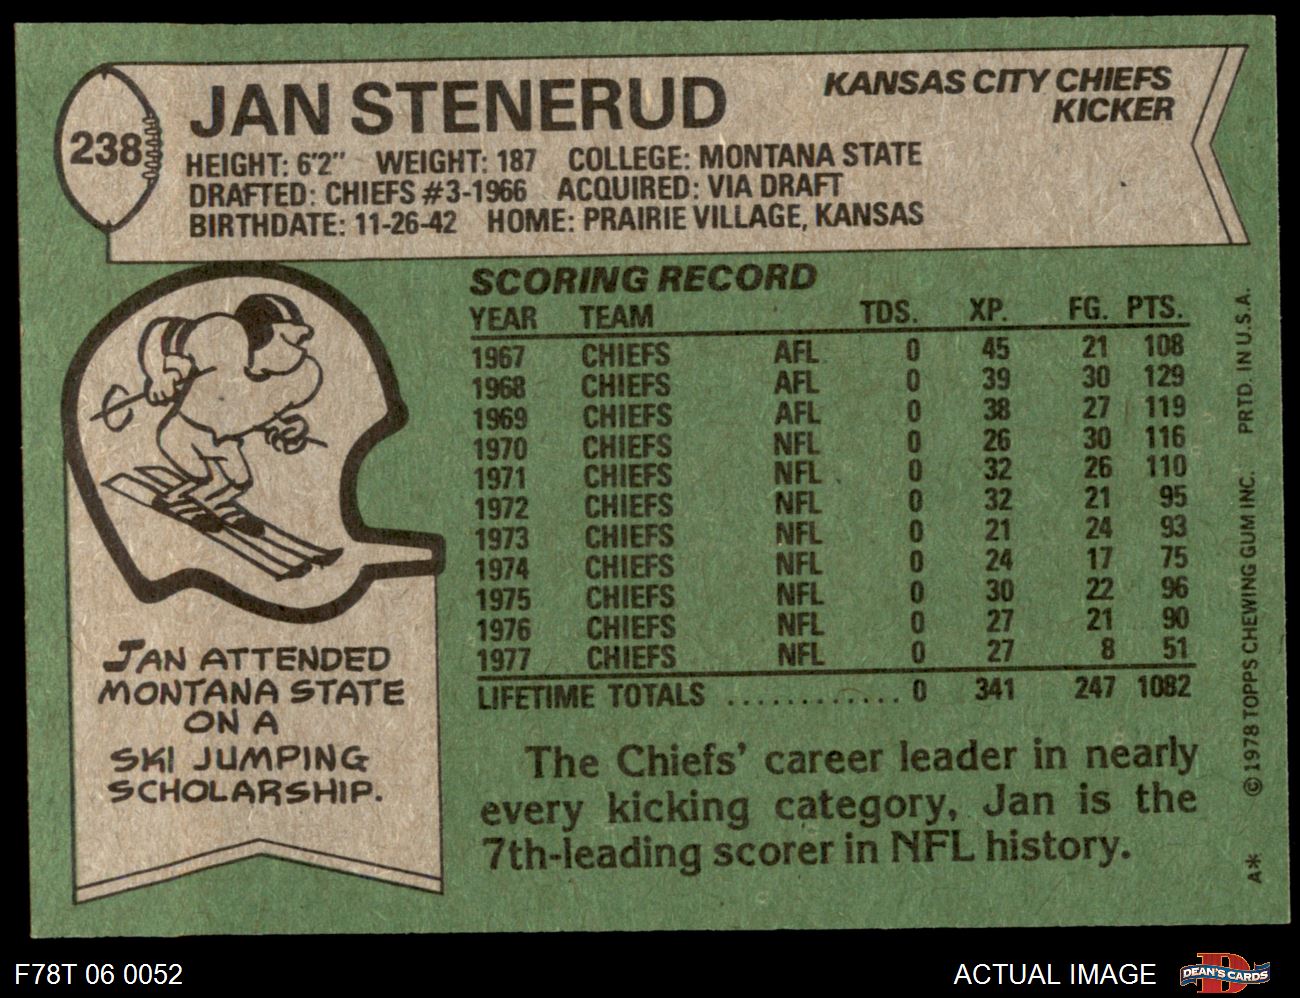 238
JAN STENERUD
KANSAS CITY CHIEFS
KICKER
HEIGHT: 6'2" WEIGHT: 187 COLLEGE: MONTANA STATE
DRAFTED: CHIEFS #3-1966 ACQUIRED: VIA DRAFT
BIRTHDATE: 11-26-42 HOME: PRAIRIE VILLAGE, KANSAS
SCORING RECORD
YEAR TEAM TDS. XP. FG. PTS.
1967 CHIEFS AFL 0 45 21 108
1968 CHIEFS AFL 0 39 30 129
1969 CHIEFS AFL 0 38 27 119
1970 CHIEFS NFL 0 26 30 116
1971 CHIEFS NFL 0 32 26 110
1972 CHIEFS NFL 0 32 21 95
1973 CHIEFS NFL 0 21 24 93
1974 CHIEFS NFL 0 24 17 75
1975 CHIEFS NFL 0 30 22 96
1976 CHIEFS NFL 0 27 21 90
1977 CHIEFS NFL 0 27 8 51
LIFETIME TOTALS ............ 0 341 247 1082
JAN ATTENDED
MONTANA STATE
ON A
SKI JUMPING
SCHOLARSHIP.
The Chiefs' career leader in nearly
every kicking category, Jan is the
7th-leading scorer in NFL history.
A* © 1978 TOPPS CHEWING GUM INC. PRTD. IN U.S.A.
F78T 06 0052
ACTUAL IMAGE
D
DEAN'S CARDS